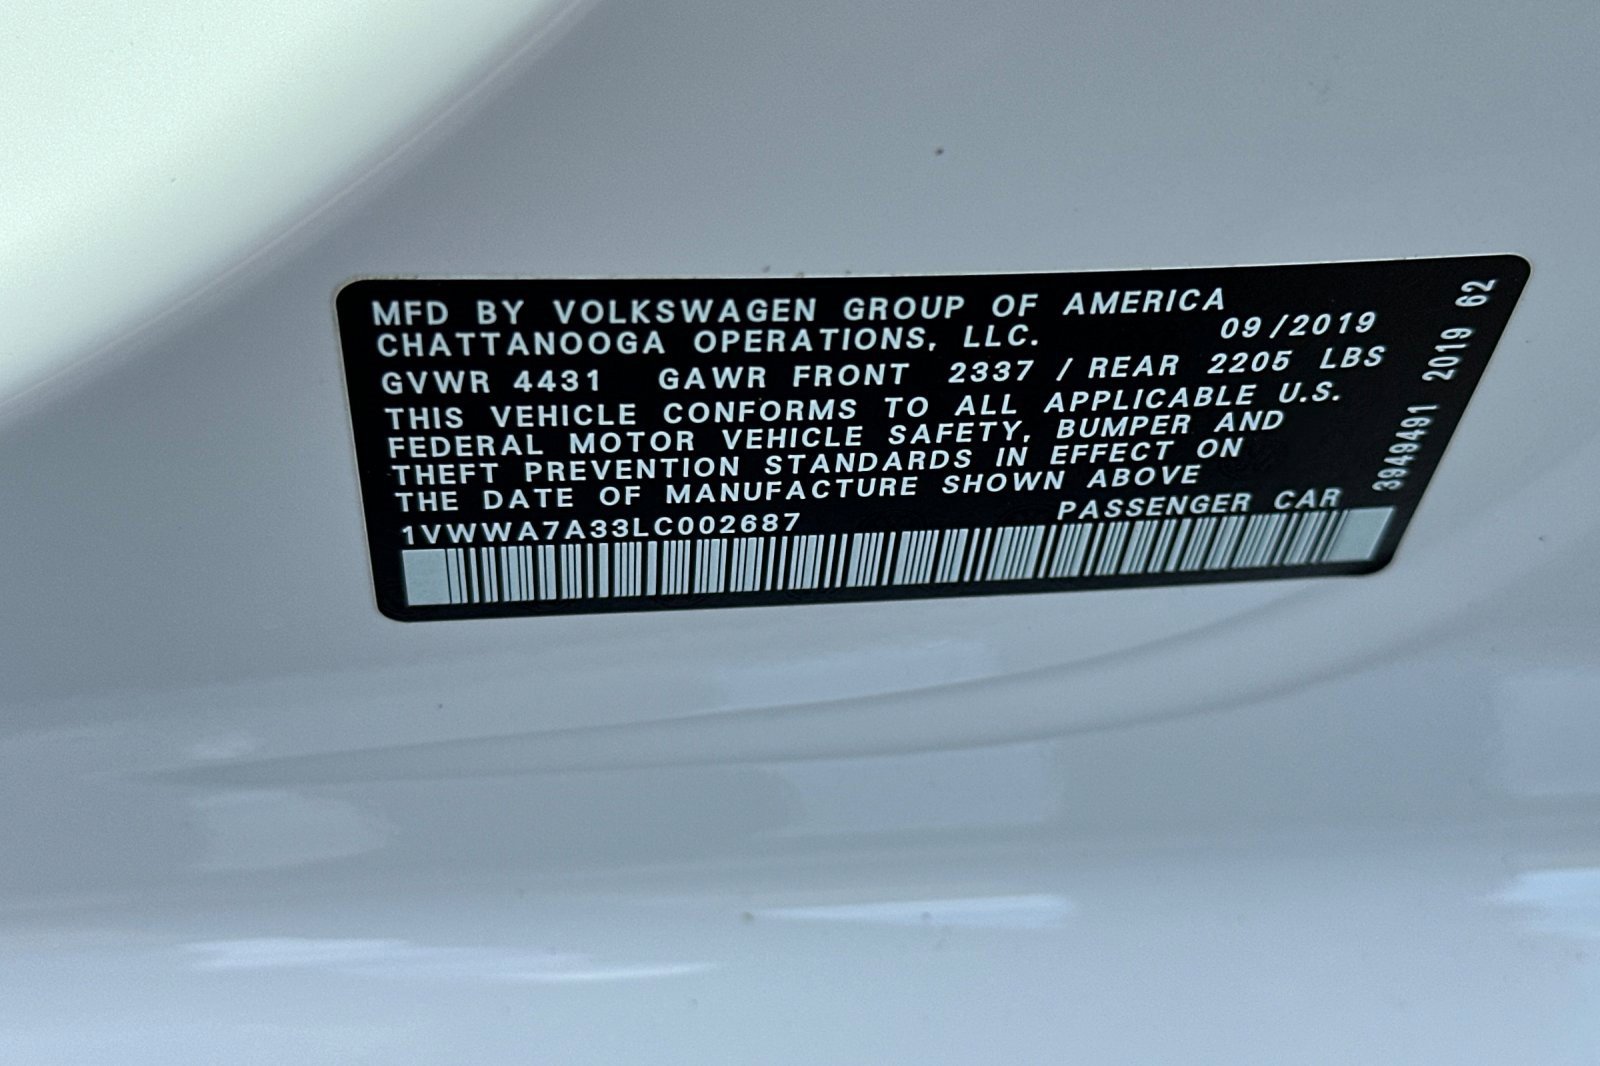 MFD BY VOLKSWAGEN GROUP OF AMERICA
CHATTANOOGA OPERATIONS, LLC. 09/2019
GVWR 4431 GAWR FRONT 2337 / REAR 2205 LBS
THIS VEHICLE CONFORMS TO ALL APPLICABLE U.S.
FEDERAL MOTOR VEHICLE SAFETY, BUMPER AND
THEFT PREVENTION STANDARDS IN EFFECT ON
THE DATE OF MANUFACTURE SHOWN ABOVE
1VWWA7A33LC002687 PASSENGER CAR
3949491 2019 62